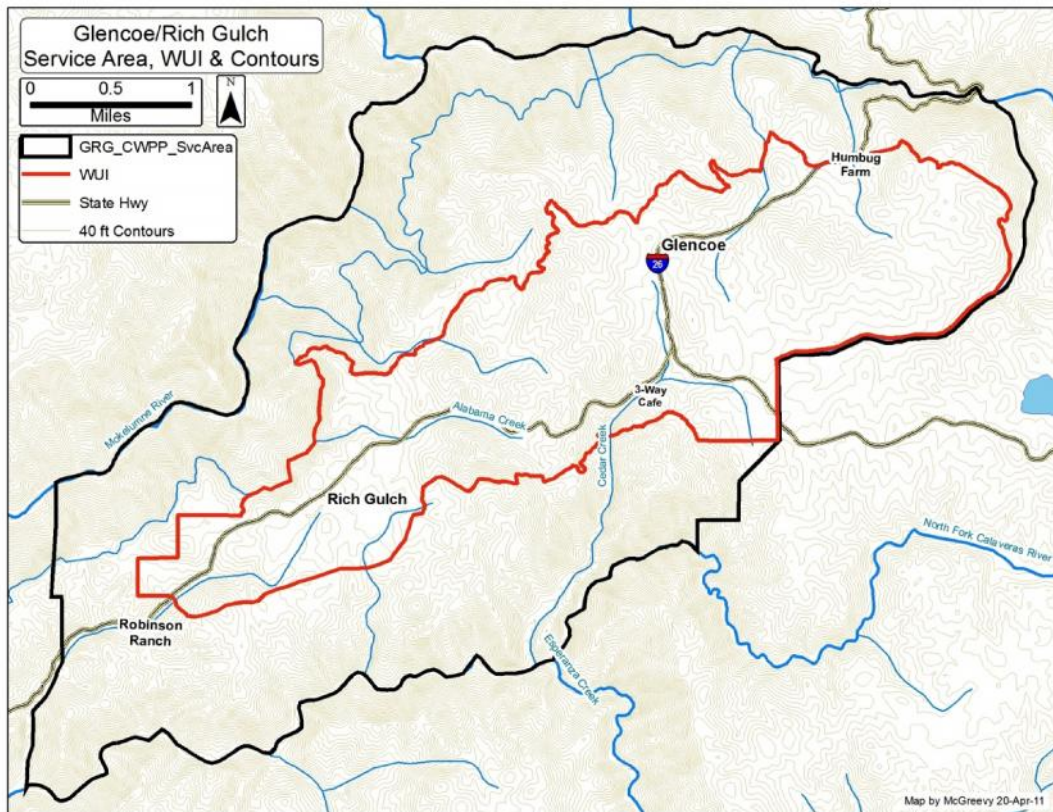 Glencoe/Rich Gulch
Service Area, WUI & Contours
0 0.5 1
Miles
N
GRG_CWPP_SvcArea
WUI
State Hwy
40 ft Contours
Humbug
Farm
Glencoe
26
3-Way
Cafe
Alabama Creek
Mokelumne River
Cedar Creek
Rich Gulch
North Fork Calaveras River
Robinson
Ranch
Esperanza Creek
Map by McGreevy 20-Apr-11